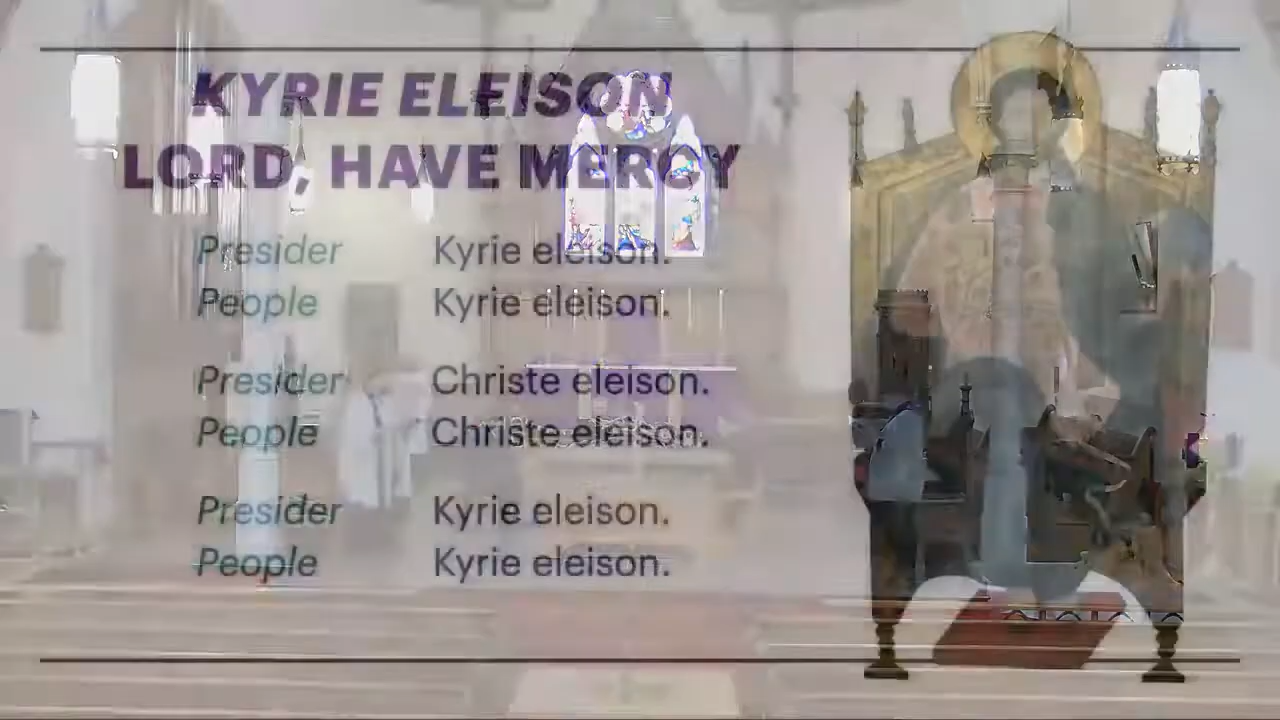 KYRIE ELEISON
LORD, HAVE MERCY
Presider Kyrie eleison.
People Kyrie eleison.
Presider Christe eleison.
People Christe eleison.
Presider Kyrie eleison.
People Kyrie eleison.